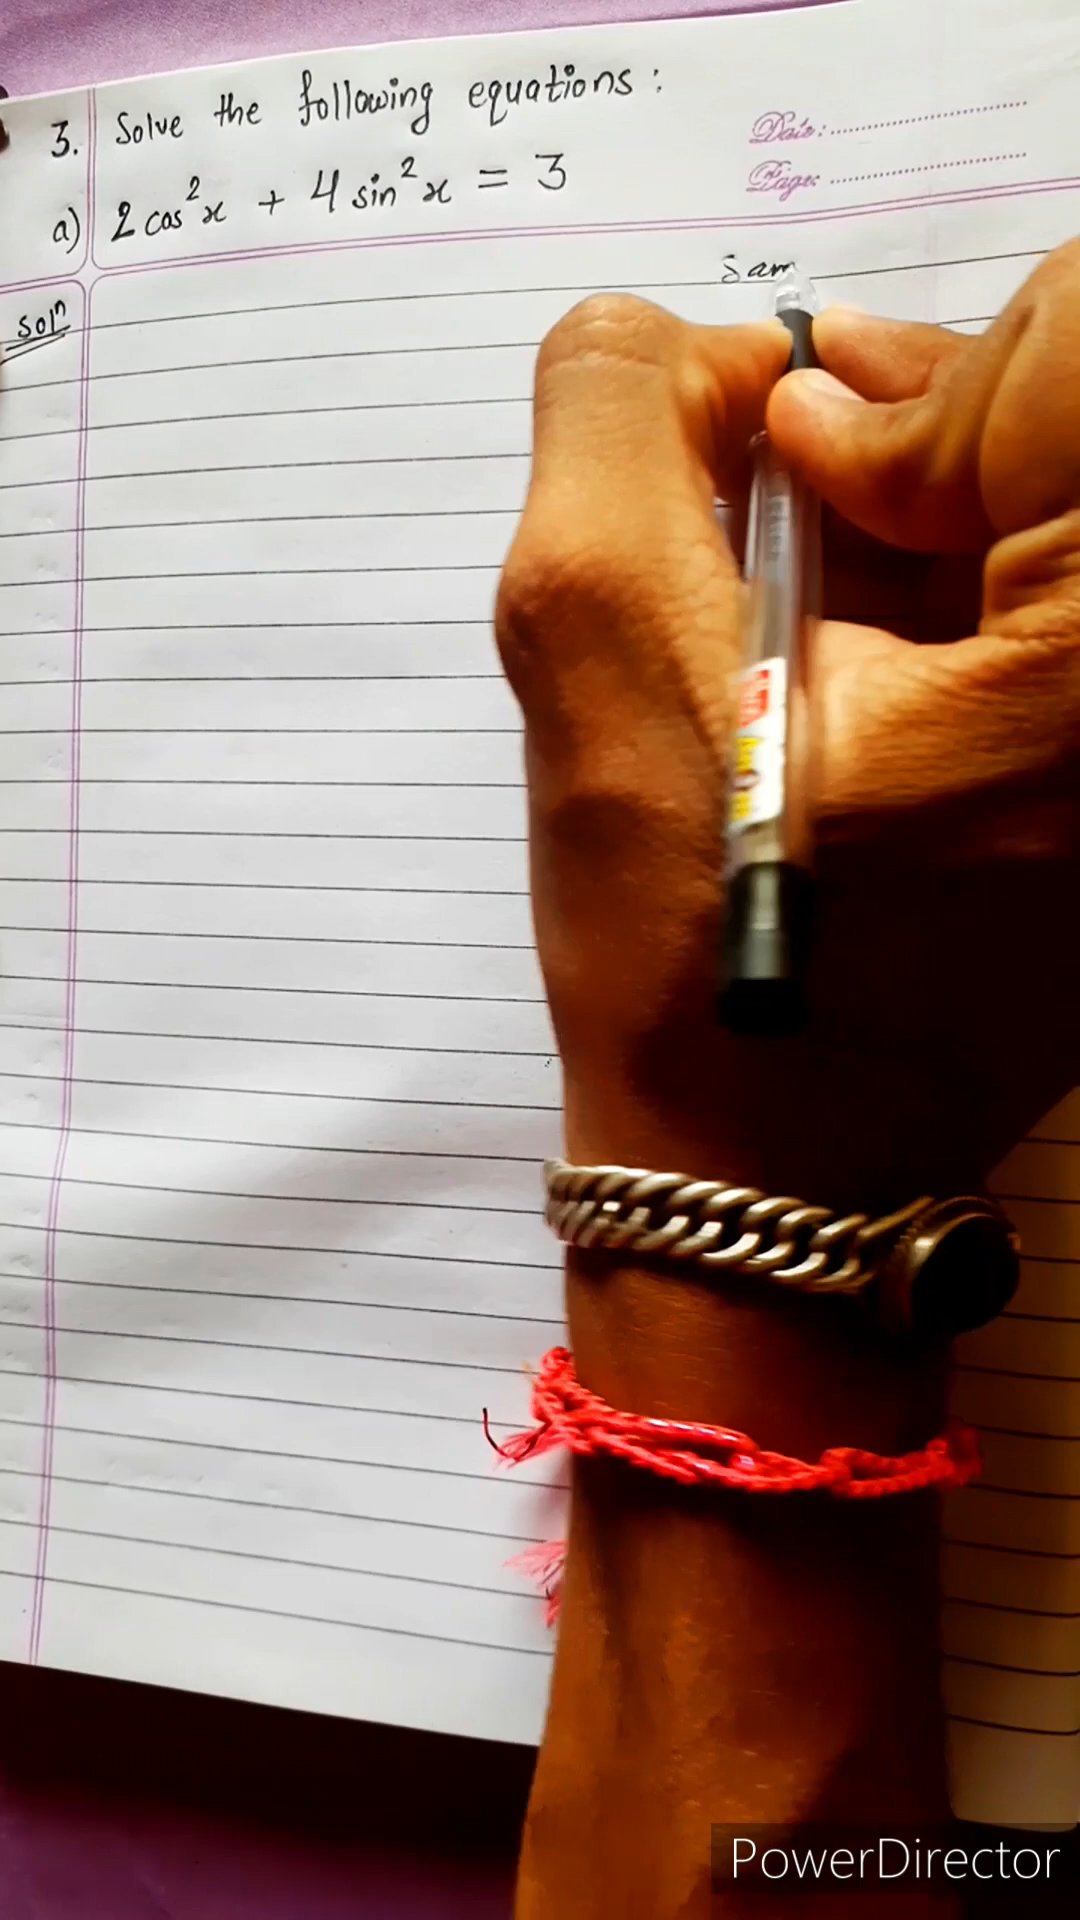 3. Solve the following equations :
a) 2 cos²x + 4 sin²x = 3
Date: ....................
Page: ....................
Solⁿ
Sam
PowerDirector